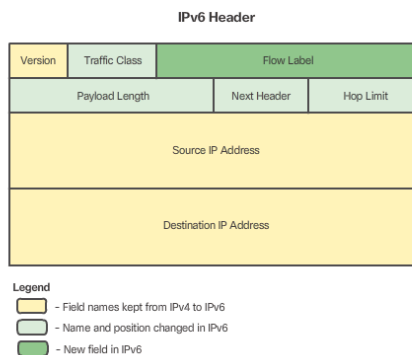 IPv6 Header
Version Traffic Class Flow Label
Payload Length Next Header Hop Limit
Source IP Address
Destination IP Address
Legend
- Field names kept from IPv4 to IPv6
- Name and position changed in IPv6
- New field in IPv6